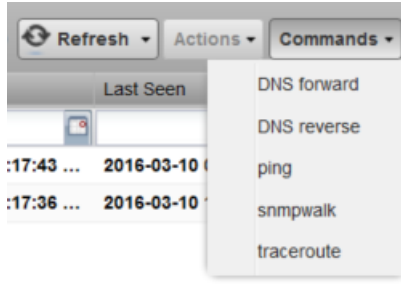 Refresh Actions Commands
Last Seen DNS forward
DNS reverse
:17:43 ... 2016-03-10 ping
:17:36 ... 2016-03-10 snmpwalk
traceroute